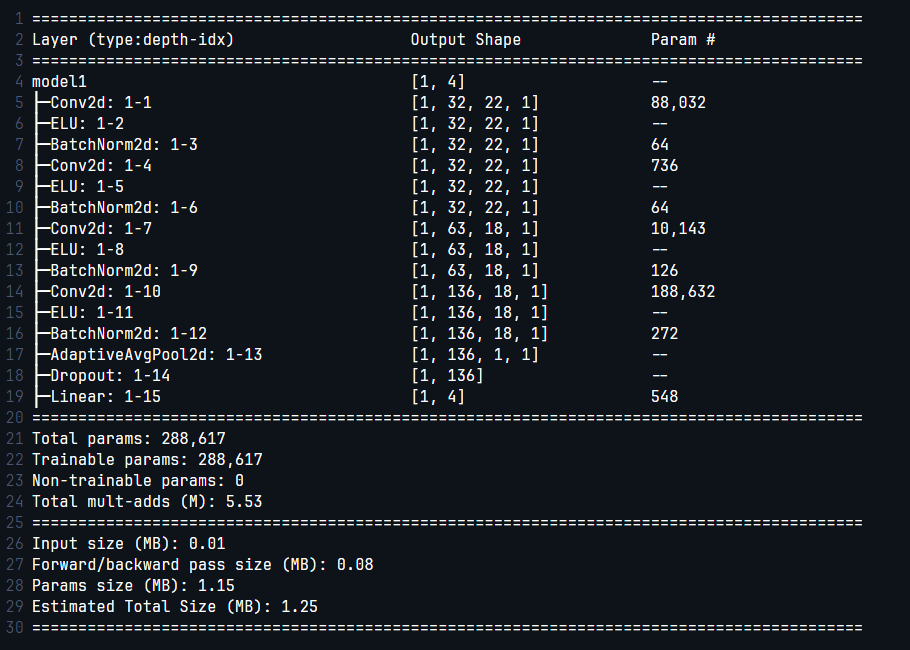 1 ==========================================================================================
2 Layer (type:depth-idx)                   Output Shape              Param #
3 ==========================================================================================
4 model1                                   [1, 4]                    --
5 ├─Conv2d: 1-1                            [1, 32, 22, 1]            88,032
6 ├─ELU: 1-2                               [1, 32, 22, 1]            --
7 ├─BatchNorm2d: 1-3                       [1, 32, 22, 1]            64
8 ├─Conv2d: 1-4                            [1, 32, 22, 1]            736
9 ├─ELU: 1-5                               [1, 32, 22, 1]            --
10 ├─BatchNorm2d: 1-6                       [1, 32, 22, 1]            64
11 ├─Conv2d: 1-7                            [1, 63, 18, 1]            10,143
12 ├─ELU: 1-8                               [1, 63, 18, 1]            --
13 ├─BatchNorm2d: 1-9                       [1, 63, 18, 1]            126
14 ├─Conv2d: 1-10                           [1, 136, 18, 1]           188,632
15 ├─ELU: 1-11                              [1, 136, 18, 1]           --
16 ├─BatchNorm2d: 1-12                      [1, 136, 18, 1]           272
17 ├─AdaptiveAvgPool2d: 1-13                [1, 136, 1, 1]            --
18 ├─Dropout: 1-14                          [1, 136]                  --
19 ├─Linear: 1-15                           [1, 4]                    548
20 ==========================================================================================
21 Total params: 288,617
22 Trainable params: 288,617
23 Non-trainable params: 0
24 Total mult-adds (M): 5.53
25 ==========================================================================================
26 Input size (MB): 0.01
27 Forward/backward pass size (MB): 0.08
28 Params size (MB): 1.15
29 Estimated Total Size (MB): 1.25
30 ==========================================================================================